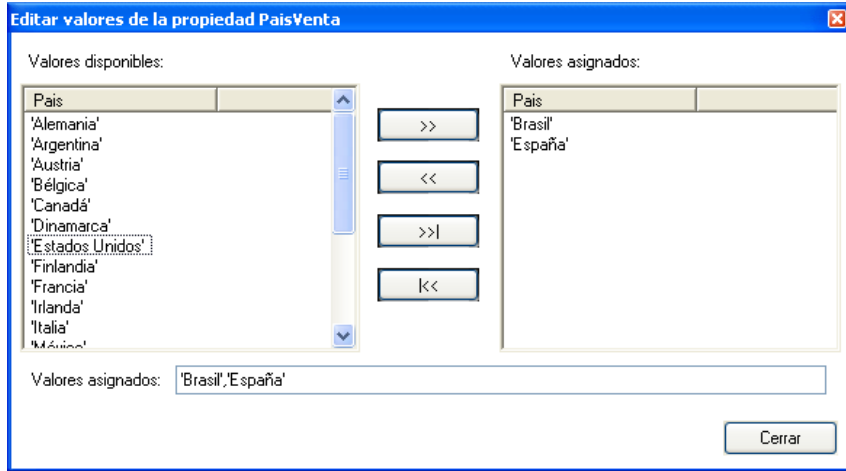 Editar valores de la propiedad PaisVenta
Valores disponibles:
Pais
'Alemania'
'Argentina'
'Austria'
'Bélgica'
'Canadá'
'Dinamarca'
'Estados Unidos'
'Finlandia'
'Francia'
'Irlanda'
'Italia'
>>
<<
>>|
|<<
Valores asignados:
Pais
'Brasil'
'España'
Valores asignados: 'Brasil','España'
Cerrar